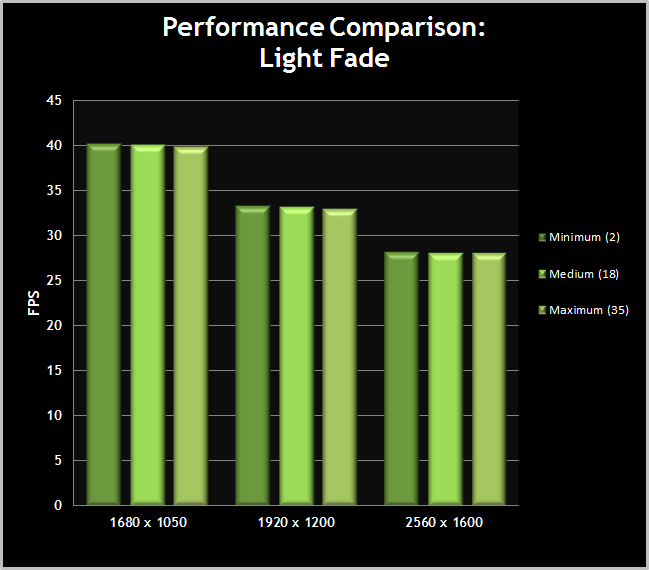 Performance Comparison:
Light Fade
45
40
35
30
25
20
15
10
5
0
FPS
1680 x 1050
1920 x 1200
2560 x 1600
Minimum (2)
Medium (18)
Maximum (35)